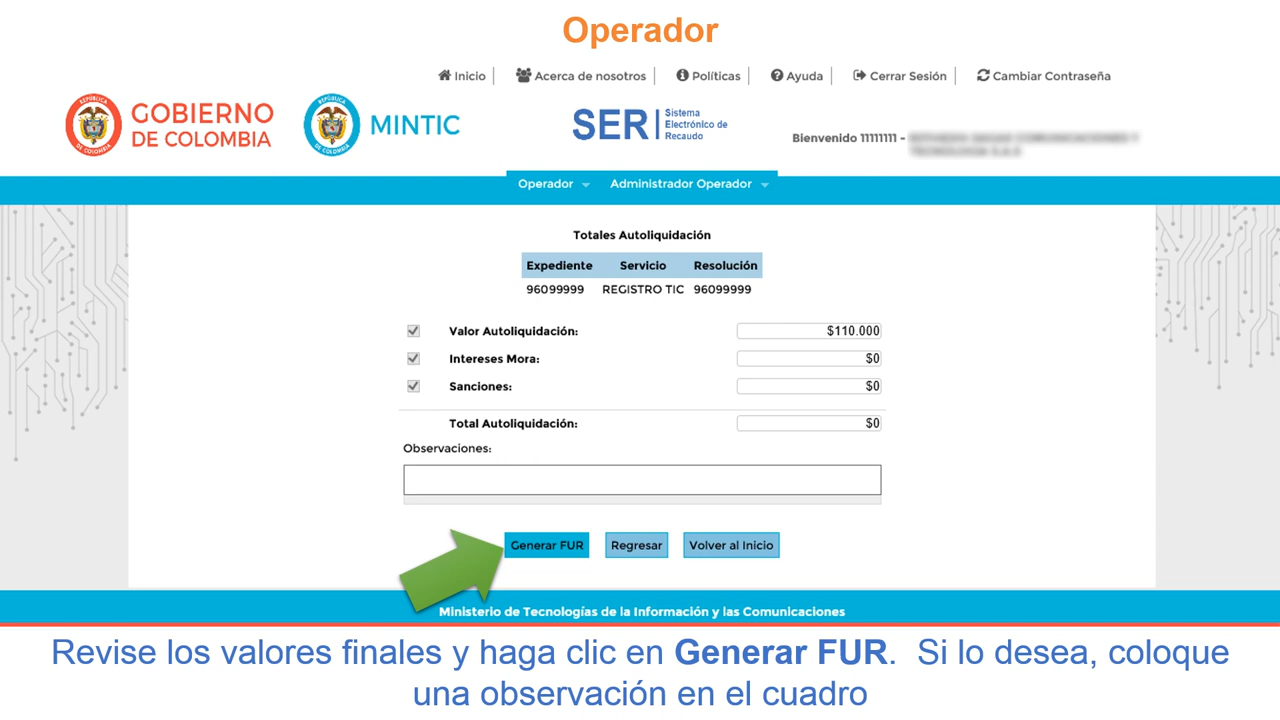 Operador
Inicio Acerca de nosotros Políticas Ayuda Cerrar Sesión Cambiar Contraseña
REPÚBLICA DE COLOMBIA
GOBIERNO
DE COLOMBIA
REPÚBLICA DE COLOMBIA
MINTIC
SER Sistema
Electrónico de
Recaudo
Bienvenido 11111111 -
Operador Administrador Operador
Totales Autoliquidación
Expediente Servicio Resolución
96099999 REGISTRO TIC 96099999
Valor Autoliquidación: $110.000
Intereses Mora: $0
Sanciones: $0
Total Autoliquidación: $0
Observaciones:
Generar FUR Regresar Volver al Inicio
Ministerio de Tecnologías de la Información y las Comunicaciones
Revise los valores finales y haga clic en Generar FUR. Si lo desea, coloque
una observación en el cuadro